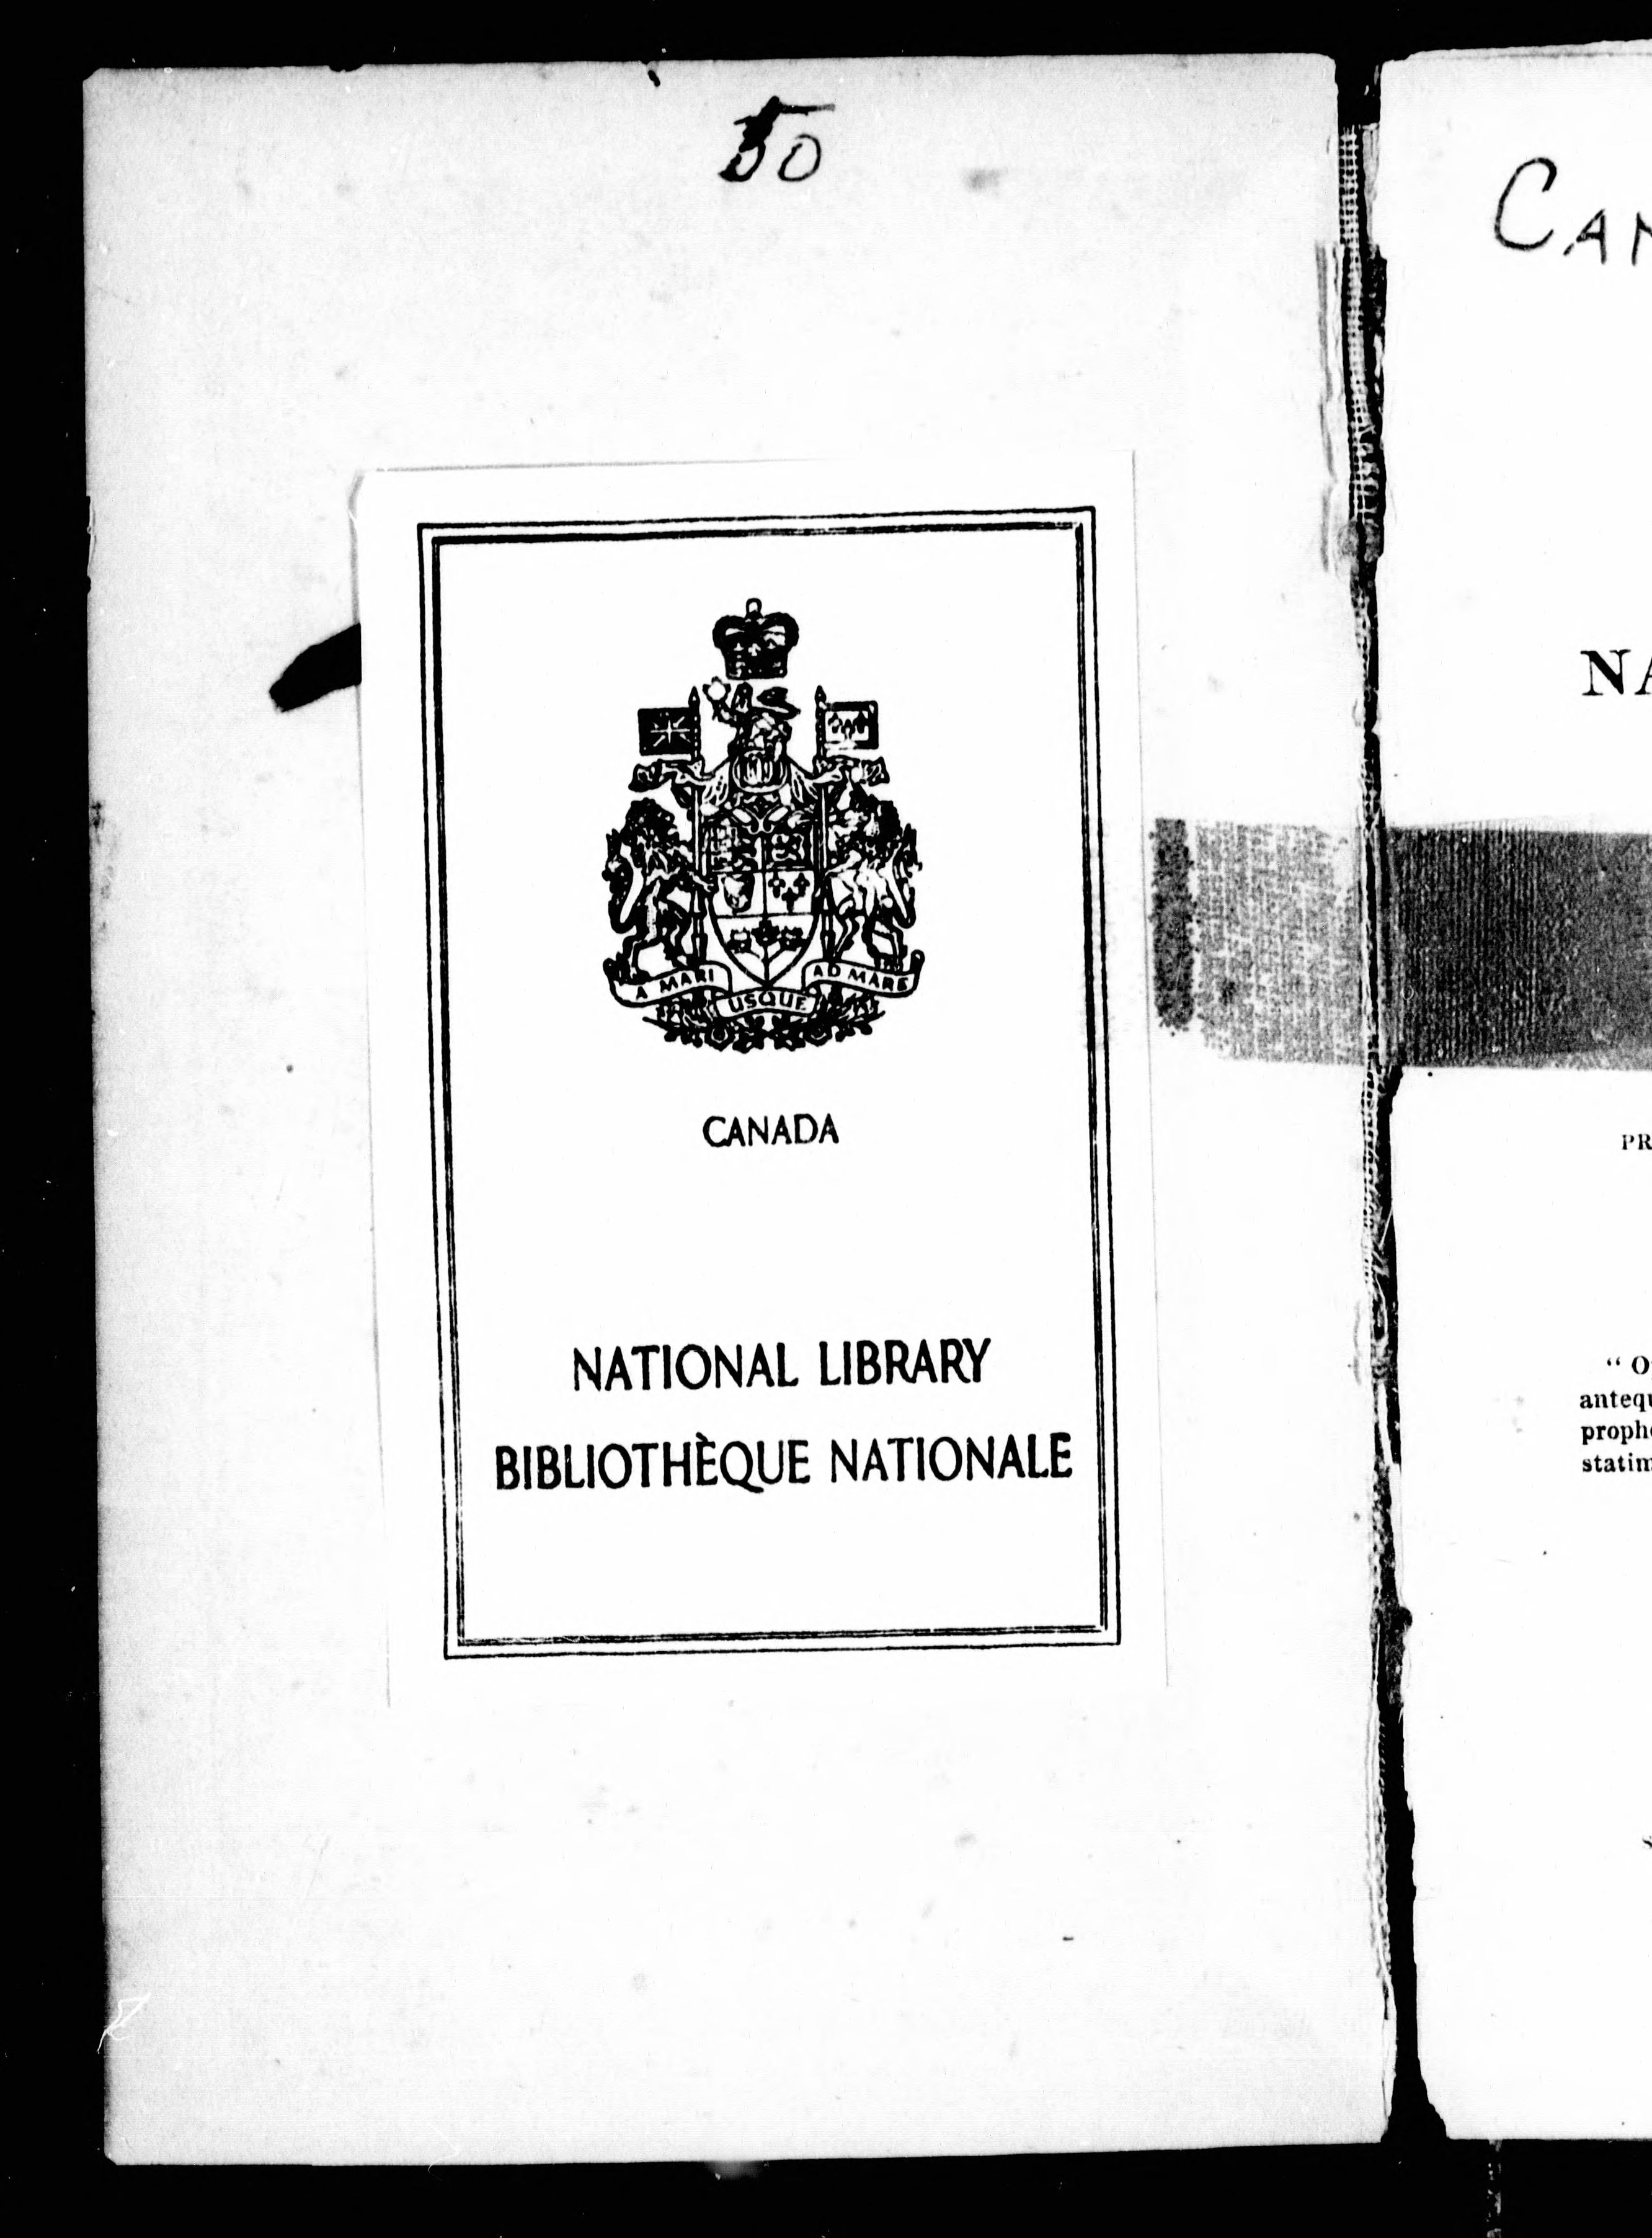 50
A MARI USQUE AD MARE
CANADA
NATIONAL LIBRARY
BIBLIOTHÈQUE NATIONALE
CAN
NA
PR
“ O
antequ
prophe
statim